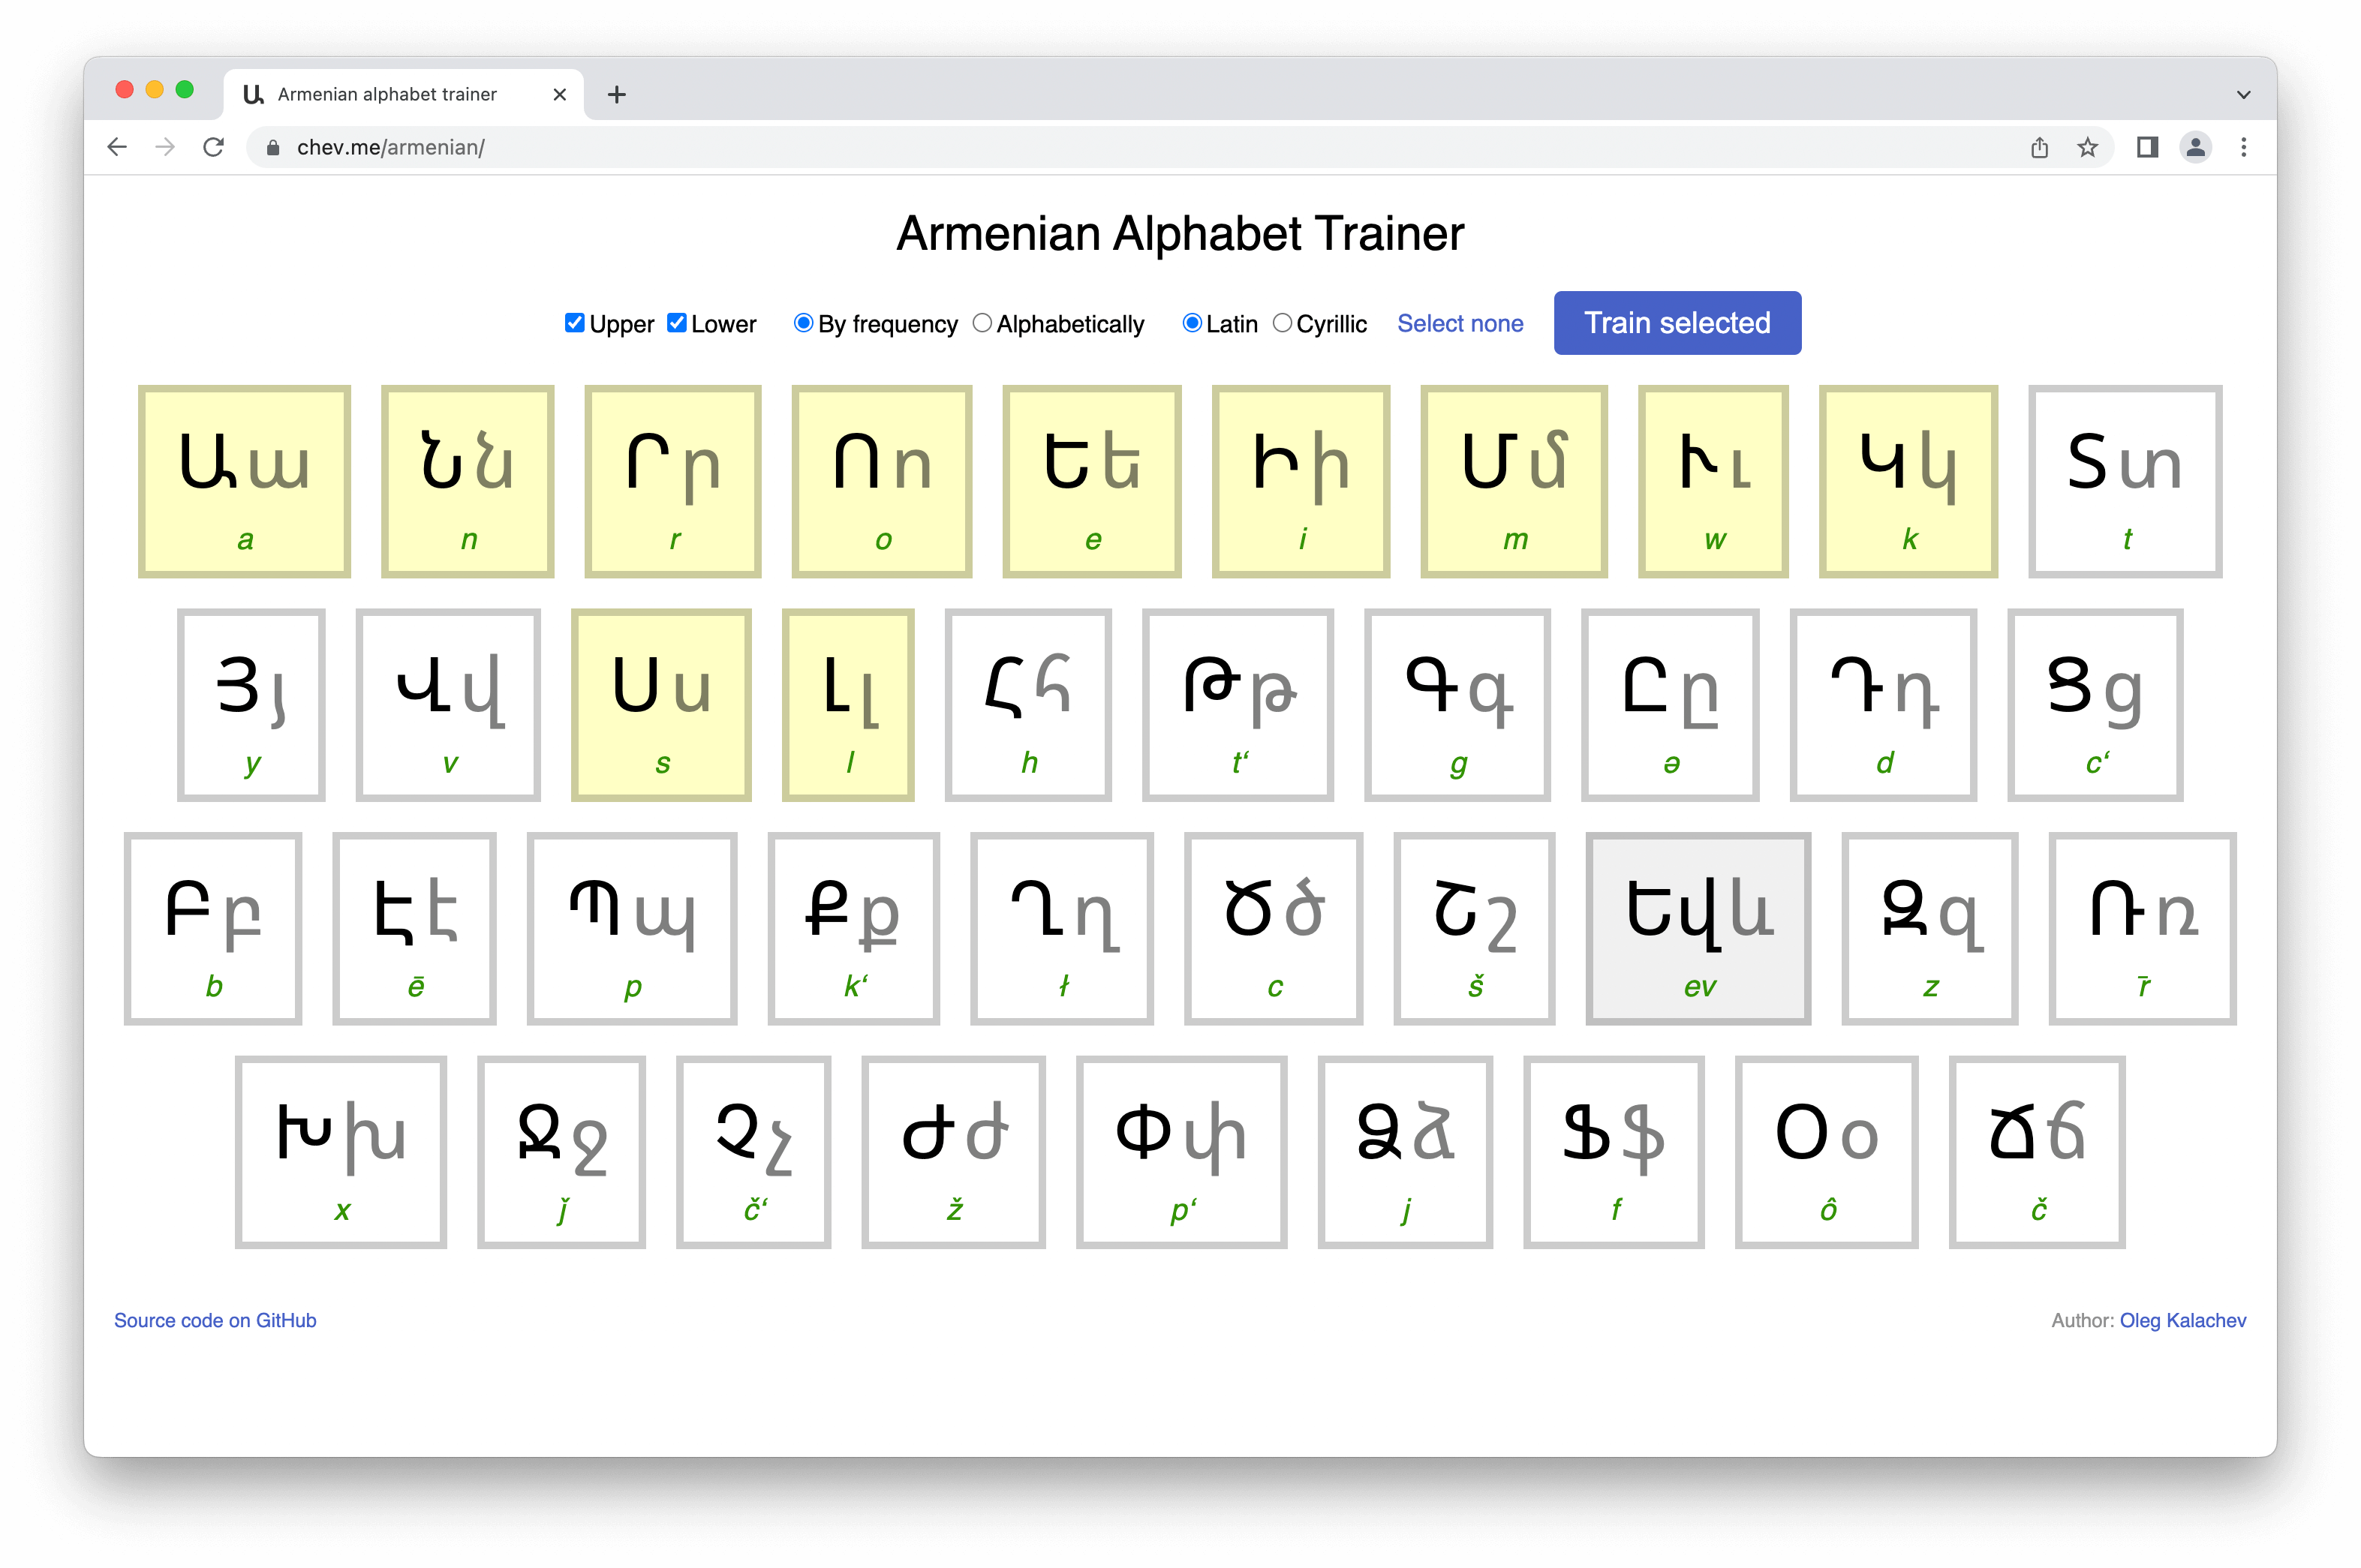 Armenian alphabet trainer
chev.me/armenian/
Armenian Alphabet Trainer
Upper Lower By frequency Alphabetically Latin Cyrillic Select none Train selected
Աա Նն Րր Ոո Եե Իի Մմ Ււ Կկ Տտ
a n r o e i m w k t
Յյ Վվ Սս Լլ Հհ Թթ Գգ Ըը Դդ Ցց
y v s l h t‘ g ə d c‘
Բբ Էէ Պպ Քք Ղղ Ծծ Շշ Եվև Զզ Ռռ
b ē p k‘ ł c š ev z r̄
Խխ Ջջ Չչ Ժժ Փփ Ձձ Ֆֆ Օօ Ճճ
x ǰ č‘ ž p‘ j f ô č
Source code on GitHub Author: Oleg Kalachev